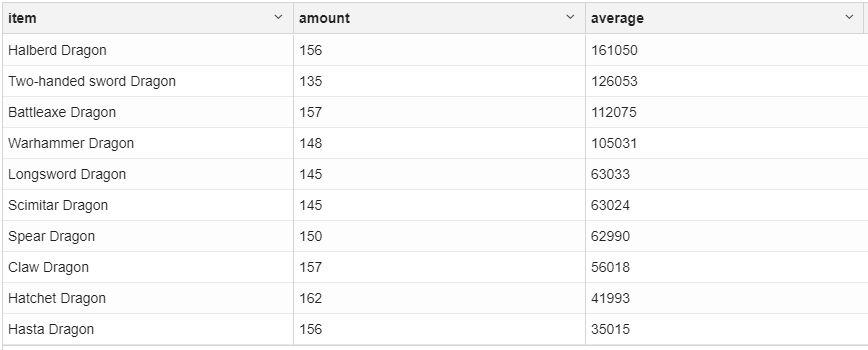 item amount average
Halberd Dragon 156 161050
Two-handed sword Dragon 135 126053
Battleaxe Dragon 157 112075
Warhammer Dragon 148 105031
Longsword Dragon 145 63033
Scimitar Dragon 145 63024
Spear Dragon 150 62990
Claw Dragon 157 56018
Hatchet Dragon 162 41993
Hasta Dragon 156 35015